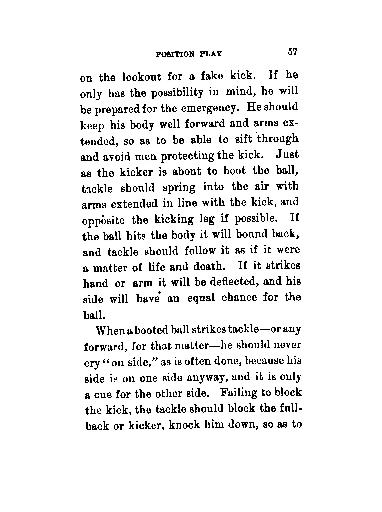 POSITION PLAY 57
on the lookout for a fake kick. If he
only has the possibility in mind, he will
be prepared for the emergency. He should
keep his body well forward and arms ex-
tended, so as to be able to sift through
and avoid men protecting the kick. Just
as the kicker is about to boot the ball,
tackle should spring into the air with
arms extended in line with the kick, and
opposite the kicking leg if possible. If
the ball hits the body it will bound back,
and tackle should follow it as if it were
a matter of life and death. If it strikes
hand or arm it will be deflected, and his
side will have an equal chance for the
ball.
When a booted ball strikes tackle—or any
forward, for that matter—he should never
cry "on side," as is often done, because his
side is on one side anyway, and it is only
a cue for the other side. Failing to block
the kick, the tackle should block the full-
back or kicker, knock him down, so as to